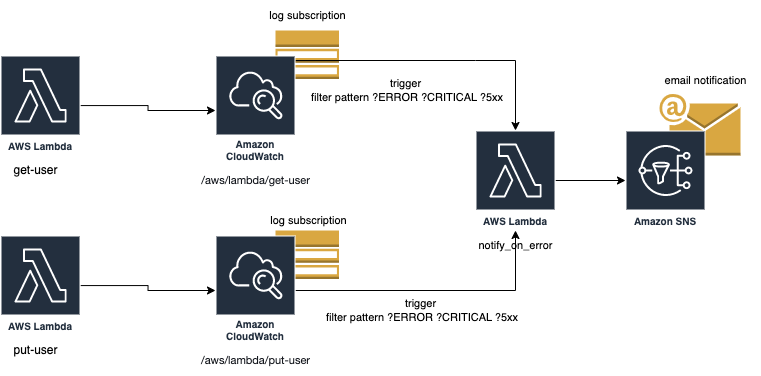 log subscription
AWS Lambda
get-user
Amazon
CloudWatch
/aws/lambda/get-user
trigger
filter pattern ?ERROR ?CRITICAL ?5xx
email notification
@
AWS Lambda
notify_on_error
Amazon SNS
log subscription
AWS Lambda
put-user
Amazon
CloudWatch
/aws/lambda/put-user
trigger
filter pattern ?ERROR ?CRITICAL ?5xx